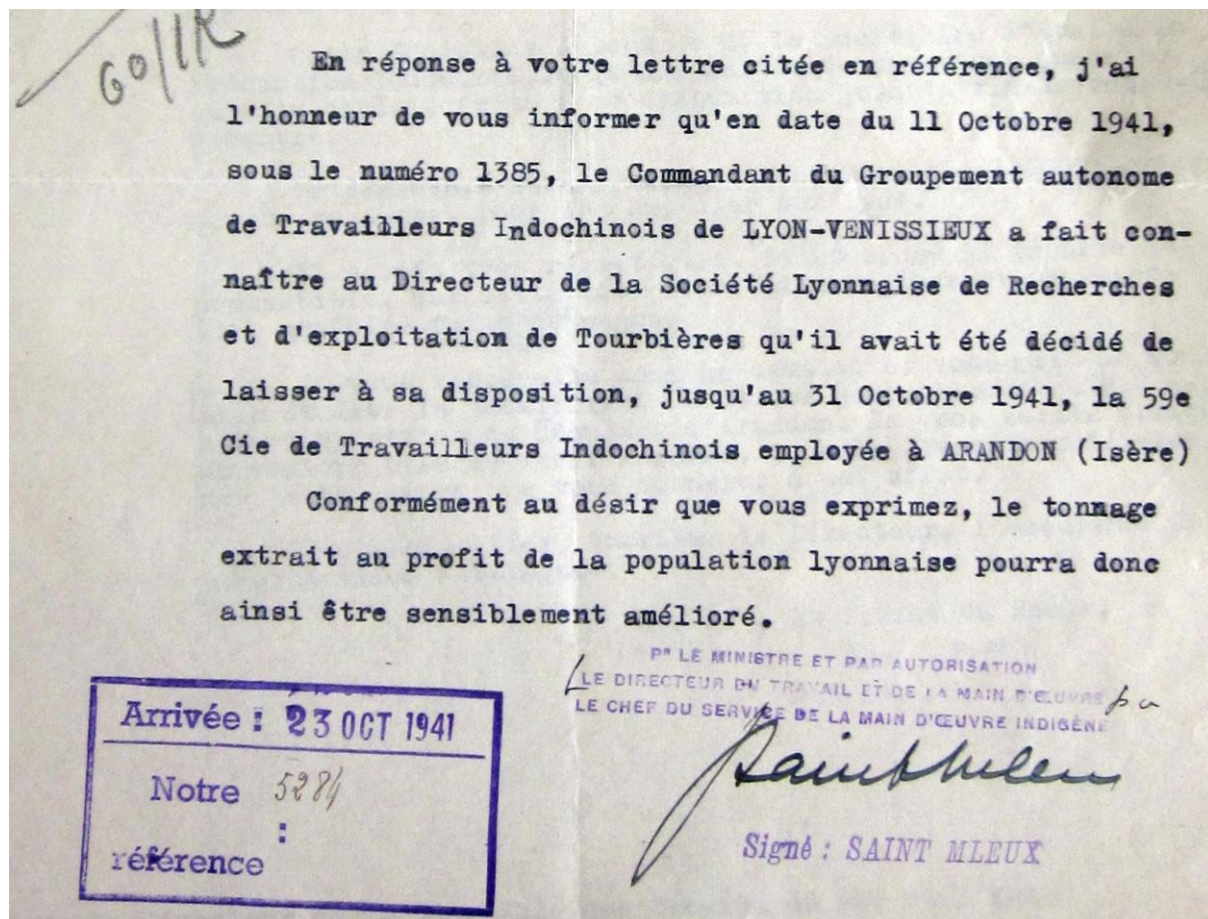 En réponse à votre lettre citée en référence, j'ai
l'honneur de vous informer qu'en date du 11 Octobre 1941,
sous le numéro 1385, le Commandant du Groupement autonome
de Travailleurs Indochinois de LYON-VENISSIEUX a fait con-
naître au Directeur de la Société Lyonnaise de Recherches
et d'exploitation de Tourbières qu'il avait été décidé de
laisser à sa disposition, jusqu'au 31 Octobre 1941, la 59e
Cie de Travailleurs Indochinois employée à ARANDON (Isère)
Conformément au désir que vous exprimez, le tonnage
extrait au profit de la population lyonnaise pourra donc
ainsi être sensiblement amélioré.
Pr LE MINISTRE ET PAR AUTORISATION
LE DIRECTEUR DU TRAVAIL ET DE LA MAIN D'ŒUVRE
LE CHEF DU SERVICE DE LA MAIN D'ŒUVRE INDIGÈNE
Signé : SAINT MLEUX
Arrivée : 23 OCT 1941
Notre 5284
:
référence